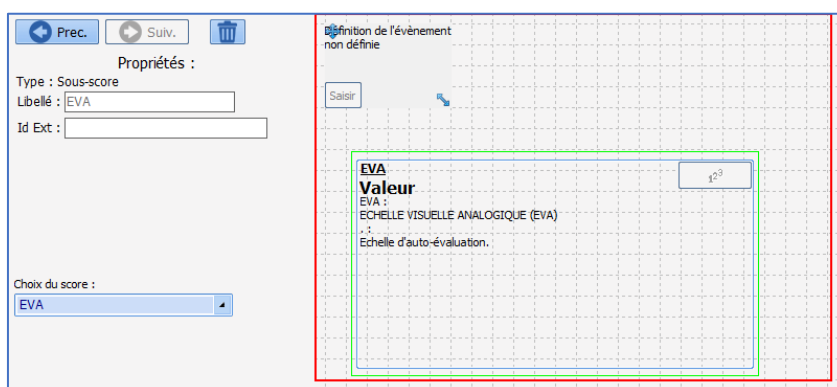 Prec.
Suiv.
Propriétés :
Type : Sous-score
Libellé : EVA
Id Ext :
Choix du score :
EVA
Définition de l'évènement
non définie
Saisir
EVA
Valeur
EVA :
ECHELLE VISUELLE ANALOGIQUE (EVA)
. :
Echelle d'auto-évaluation.
123